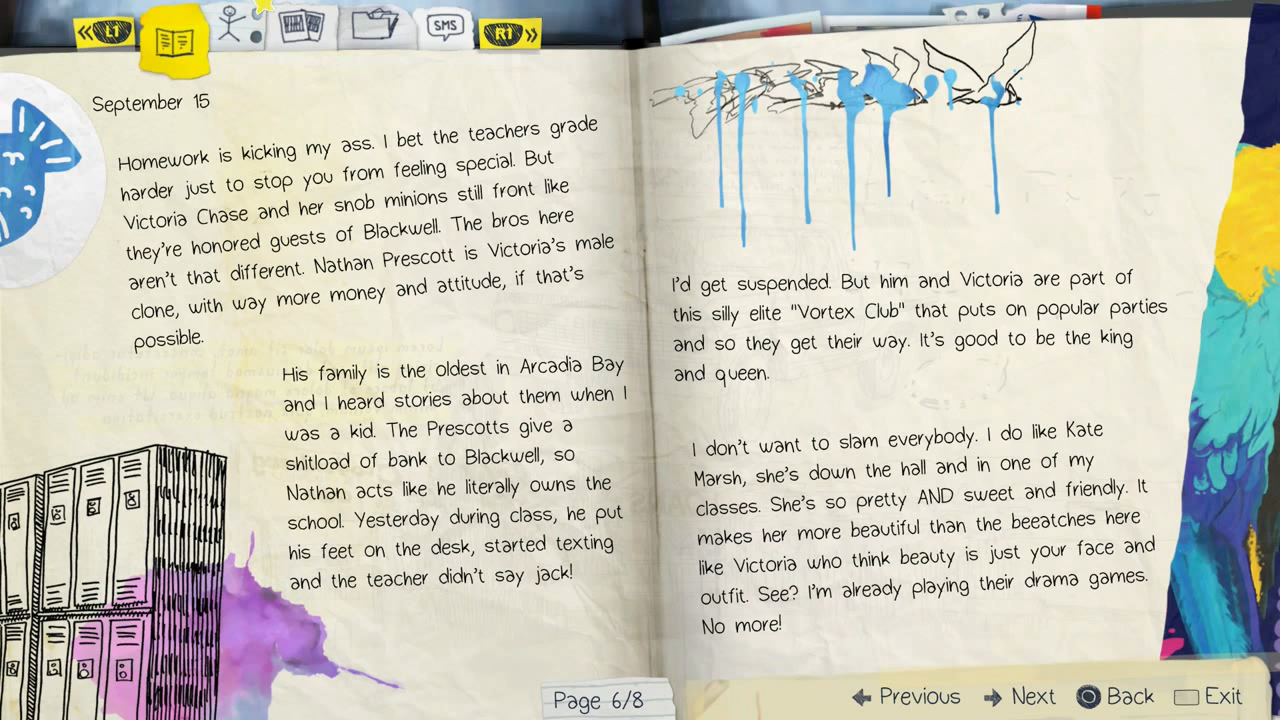 L1
SMS
R1
September 15
Homework is kicking my ass. I bet the teachers grade
harder just to stop you from feeling special. But
Victoria Chase and her snob minions still front like
they're honored guests of Blackwell. The bros here
aren't that different. Nathan Prescott is Victoria's male
clone, with way more money and attitude, if that's
possible.
His family is the oldest in Arcadia Bay
and I heard stories about them when I
was a kid. The Prescotts give a
shitload of bank to Blackwell, so
Nathan acts like he literally owns the
school. Yesterday during class, he put
his feet on the desk, started texting
and the teacher didn't say jack!
I'd get suspended. But him and Victoria are part of
this silly elite "Vortex Club" that puts on popular parties
and so they get their way. It's good to be the king
and queen.
I don't want to slam everybody. I do like Kate
Marsh, she's down the hall and in one of my
classes. She's so pretty AND sweet and friendly. It
makes her more beautiful than the beeatches here
like Victoria who think beauty is just your face and
outfit. See? I'm already playing their drama games.
No more!
Page 6/8
Previous
Next
Back
Exit